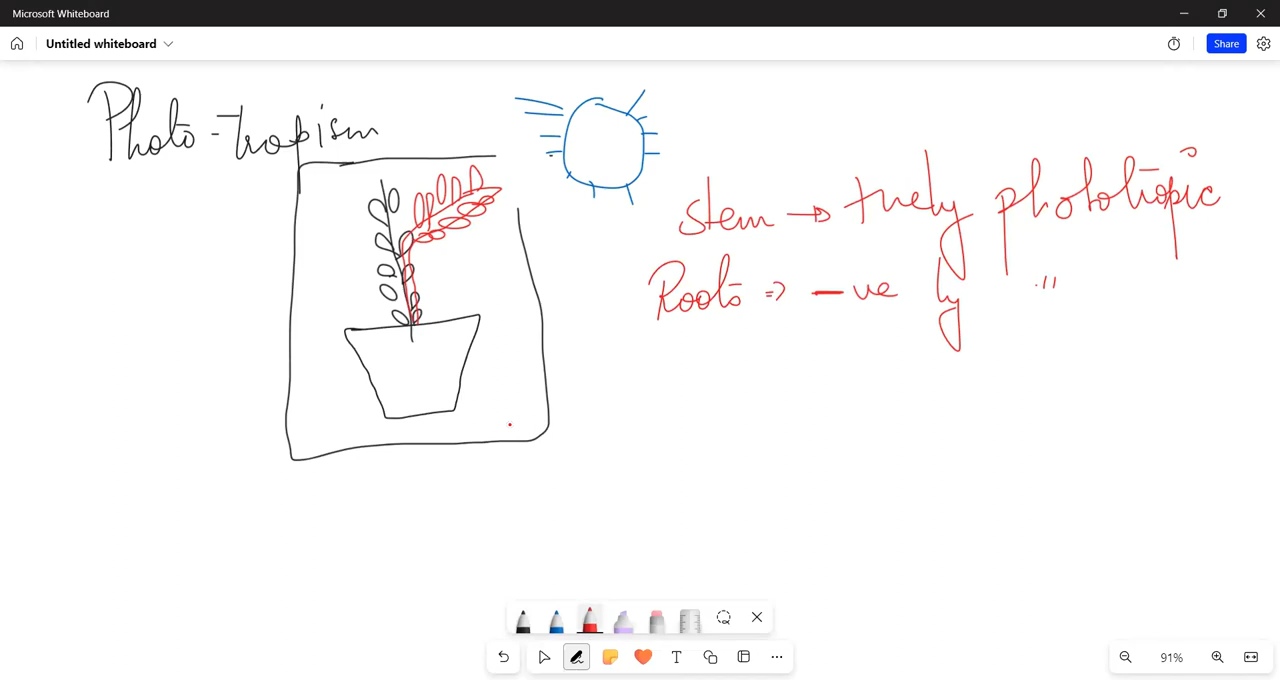 Microsoft Whiteboard
Untitled whiteboard
Share
Photo-tropism
Stem → +vely phototropic
Roots ⇒ -ve ly "
91%